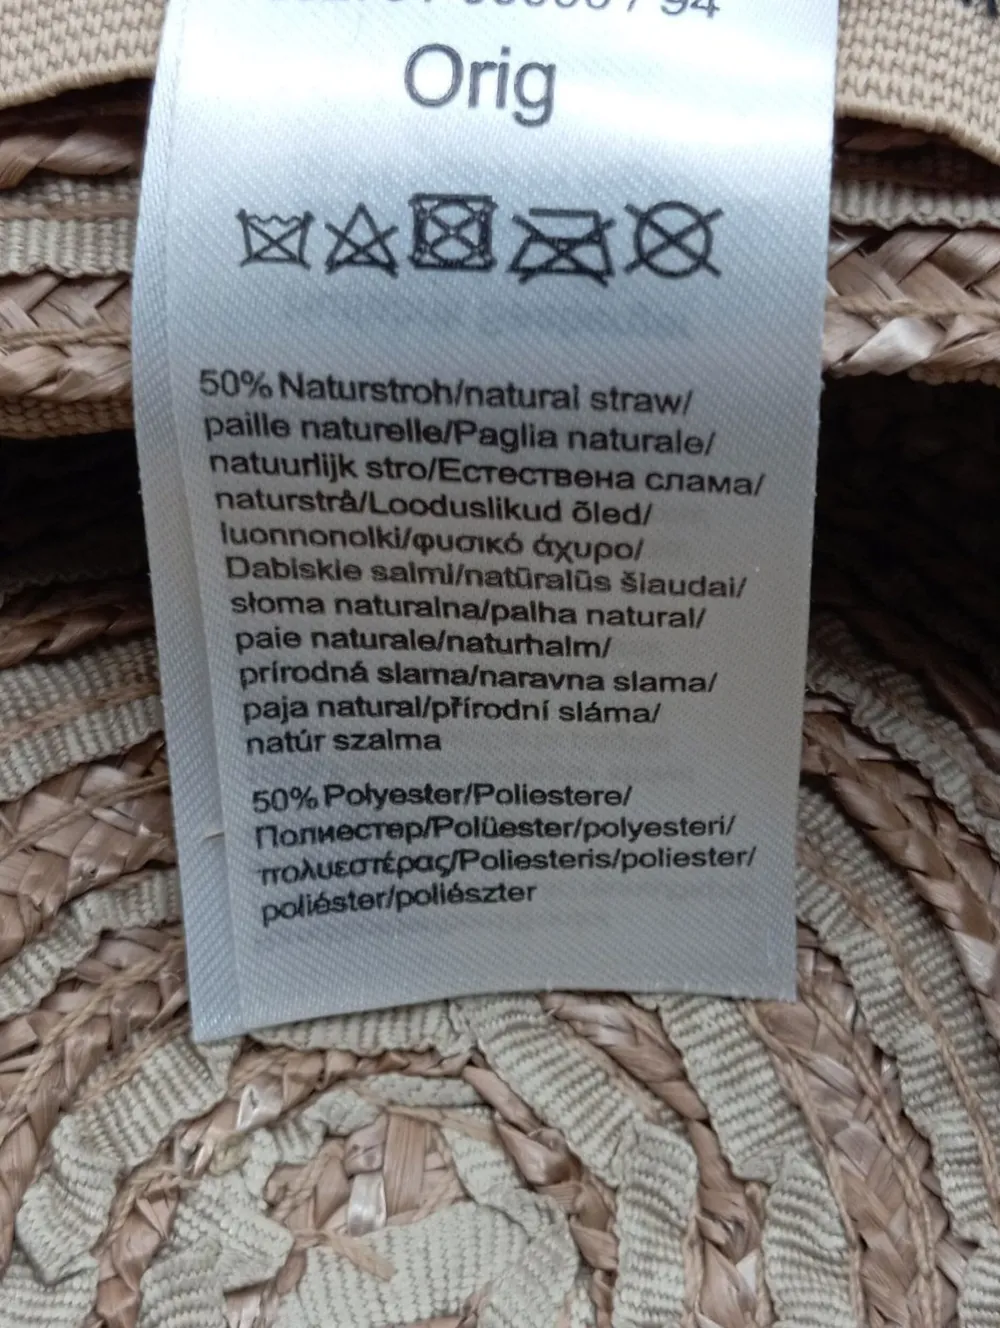 / 94
Orig
50% Naturstroh/natural straw/
paille naturelle/Paglia naturale/
natuurlijk stro/Естествена слама/
naturstrå/Looduslikud õled/
luonnonolki/φυσικό άχυρο/
Dabiskie salmi/natūralūs šiaudai/
słoma naturalna/palha natural/
paie naturale/naturhalm/
prírodná slama/naravna slama/
paja natural/přírodní sláma/
natúr szalma
50% Polyester/Poliestere/
Полиестер/Polüester/polyesteri/
πολυεστέρας/Poliesteris/poliester/
poliéster/poliészter